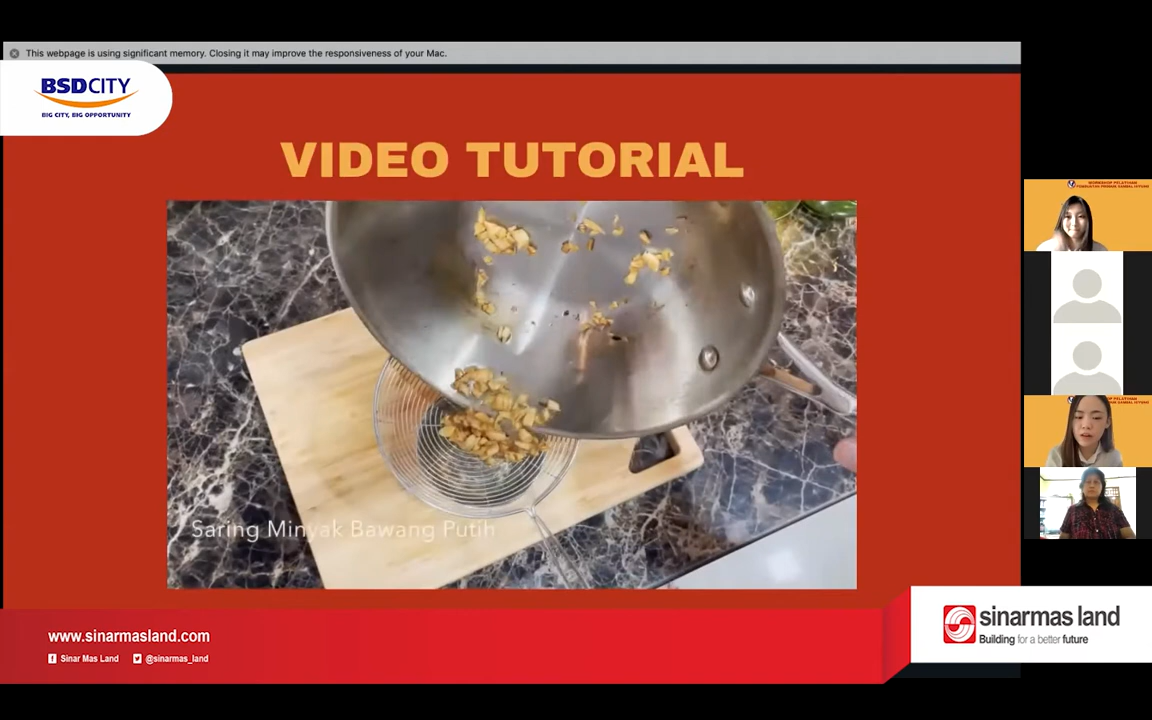 This webpage is using significant memory. Closing it may improve the responsiveness of your Mac.
BSDCITY
BIG CITY, BIG OPPORTUNITY
VIDEO TUTORIAL
Saring Minyak Bawang Putih
WORKSHOP PELATIHAN
www.sinarmasland.com
Sinar Mas Land
@sinarmas_land
sinarmas land
Building for a better future